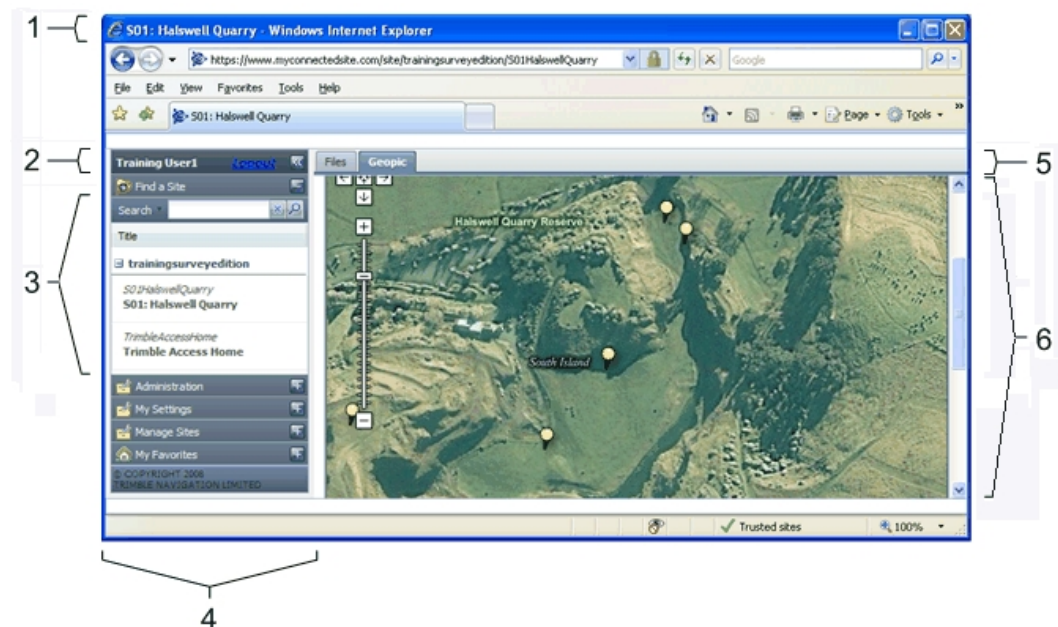 1
S01: Halswell Quarry - Windows Internet Explorer
https://www.myconnectedsite.com/site/trainingsurveyedition/S01HalswellQuarry
Google
File Edit View Favorites Tools Help
S01: Halswell Quarry
Page Tools
2
Training User1 Logout
Files Geopic
5
Find a Site
Search
Title
3
trainingsurveyedition
S01HalswellQuarry
S01: Halswell Quarry
TrimbleAccessHome
Trimble Access Home
Administration
My Settings
Manage Sites
My Favorites
© COPYRIGHT 2008
TRIMBLE NAVIGATION LIMITED
Halswell Quarry Reserve
South Island
6
Trusted sites
100%
4